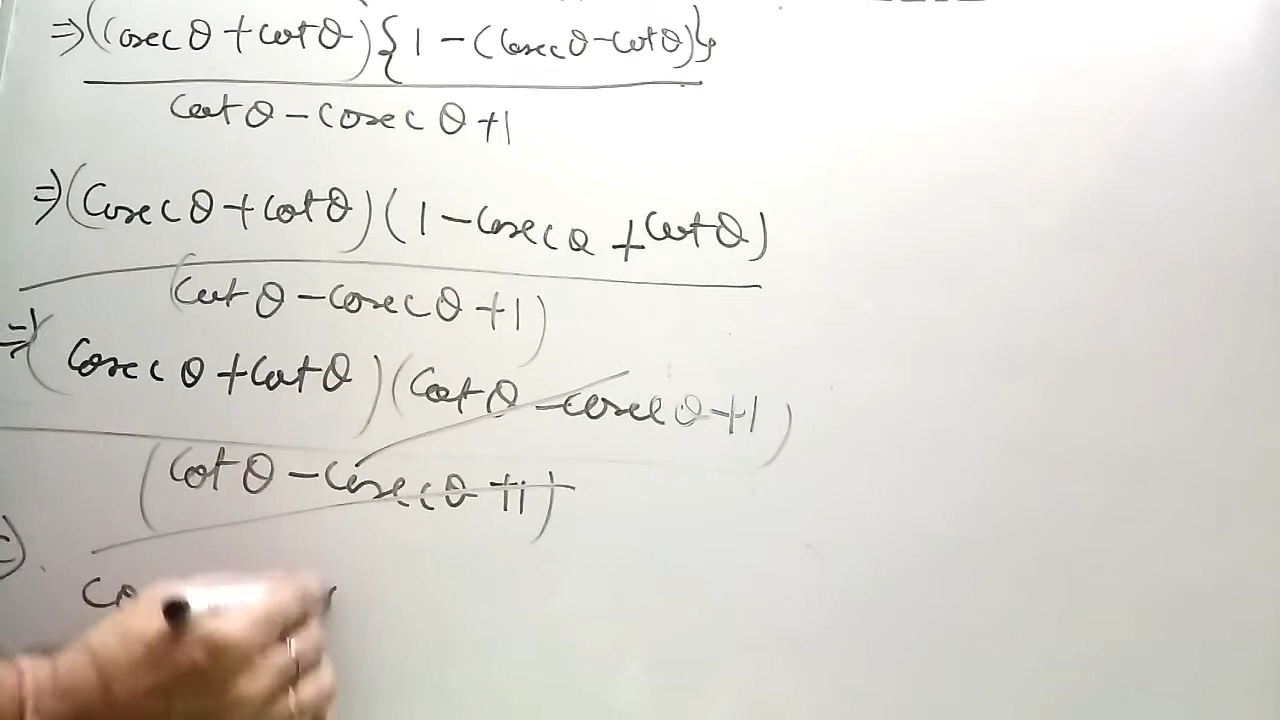 ⇒ (Cosec θ + cot θ) { 1 - (Cosec θ - cot θ)}
cot θ - cosec θ + 1
⇒ (Cosec θ + cot θ) (1 - cosec θ + cot θ)
(cot θ - cosec θ + 1)
⇒ (cosec θ + cot θ) (cot θ - cosec θ + 1)
(cot θ - cosec θ + 1)
⇒